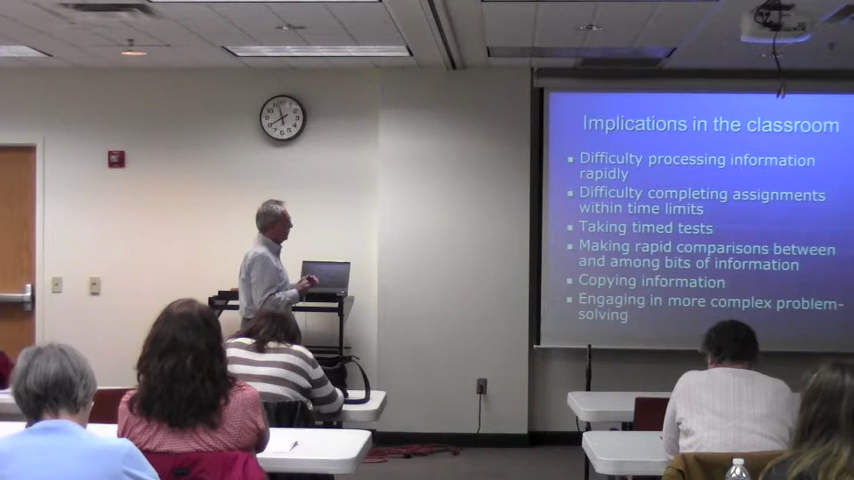 Implications in the classroom
Difficulty processing information
rapidly
Difficulty completing assignments
within time limits
Taking timed tests
Making rapid comparisons between
and among bits of information
Copying information
Engaging in more complex problem-
solving